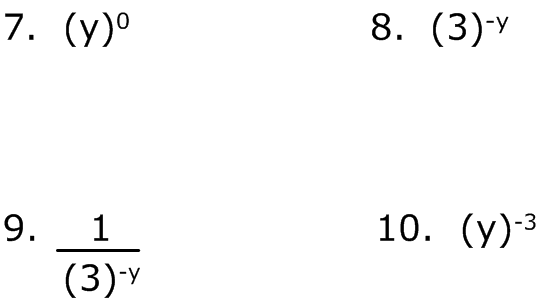 7. (y)⁰ 8. (3)⁻ʸ
9. 1
(3)⁻ʸ
10. (y)⁻³